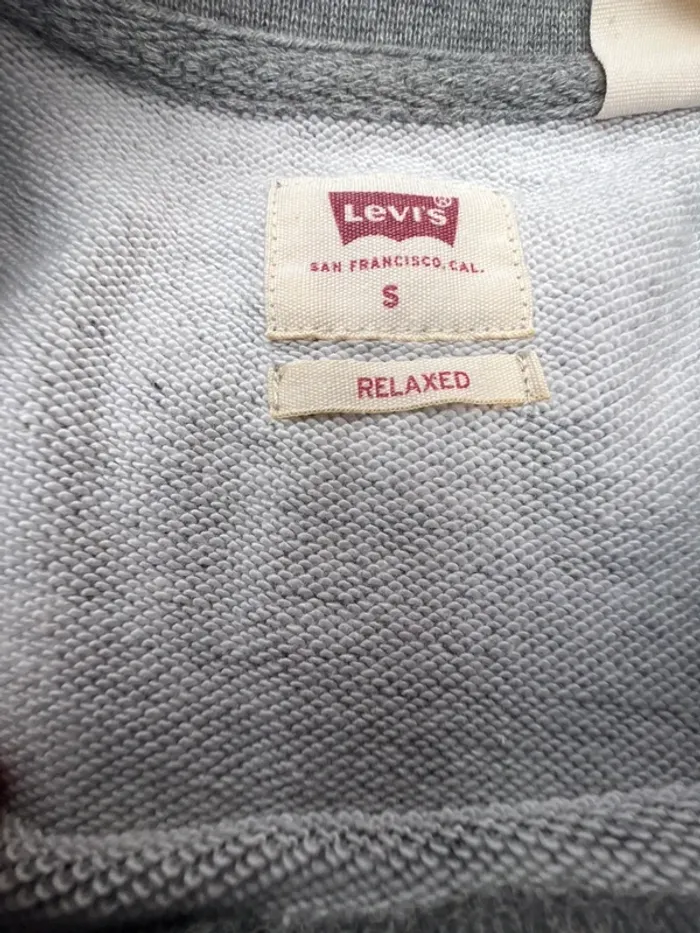 Levi's®
SAN FRANCISCO, CAL.
S
RELAXED